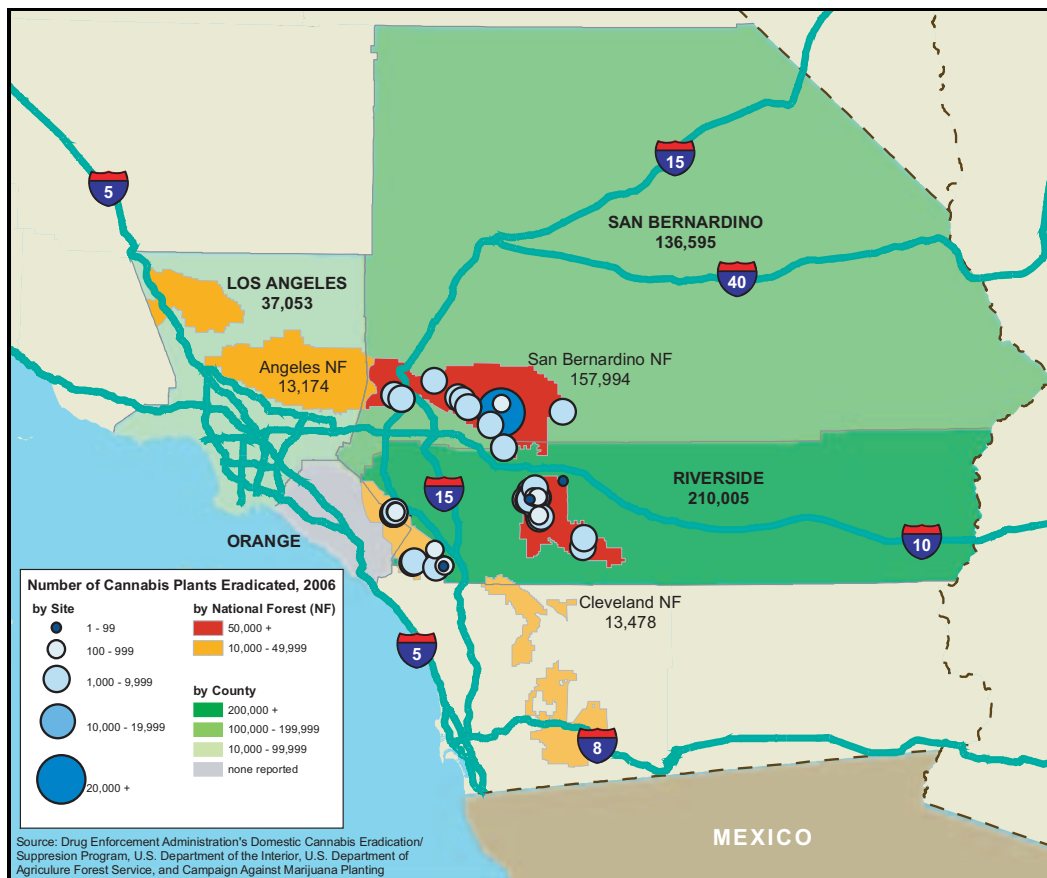 5
15
SAN BERNARDINO
136,595
40
LOS ANGELES
37,053
Angeles NF
13,174
San Bernardino NF
157,994
RIVERSIDE
210,005
15
10
ORANGE
Cleveland NF
13,478
5
8
MEXICO
Number of Cannabis Plants Eradicated, 2006
by Site
1 - 99
100 - 999
1,000 - 9,999
10,000 - 19,999
20,000 +
by National Forest (NF)
50,000 +
10,000 - 49,999
by County
200,000 +
100,000 - 199,999
10,000 - 99,999
none reported
Source: Drug Enforcement Administration's Domestic Cannabis Eradication/
Suppresion Program, U.S. Department of the Interior, U.S. Department of
Agriculure Forest Service, and Campaign Against Marijuana Planting